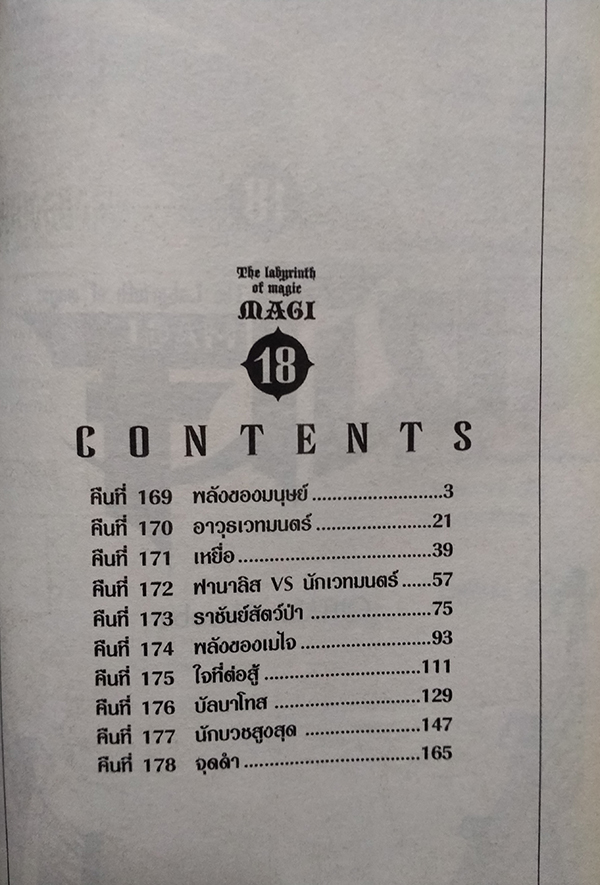 The labyrinth
of magic
MAGI
18
CONTENTS
คืนที่ 169 พลังของมนุษย์..........................3
คืนที่ 170 อาวุธเวทมนตร์.......................21
คืนที่ 171 เหยื่อ......................................39
คืนที่ 172 ฟานาลิส VS นักเวทมนตร์......57
คืนที่ 173 ราชันย์สัตว์ป่า ........................75
คืนที่ 174 พลังของเมไจ..........................93
คืนที่ 175 ใจที่ต่อสู้...............................111
คืนที่ 176 บัลบาโทส .............................129
คืนที่ 177 นักบวชสูงสุด .......................147
คืนที่ 178 จุดดำ...................................165